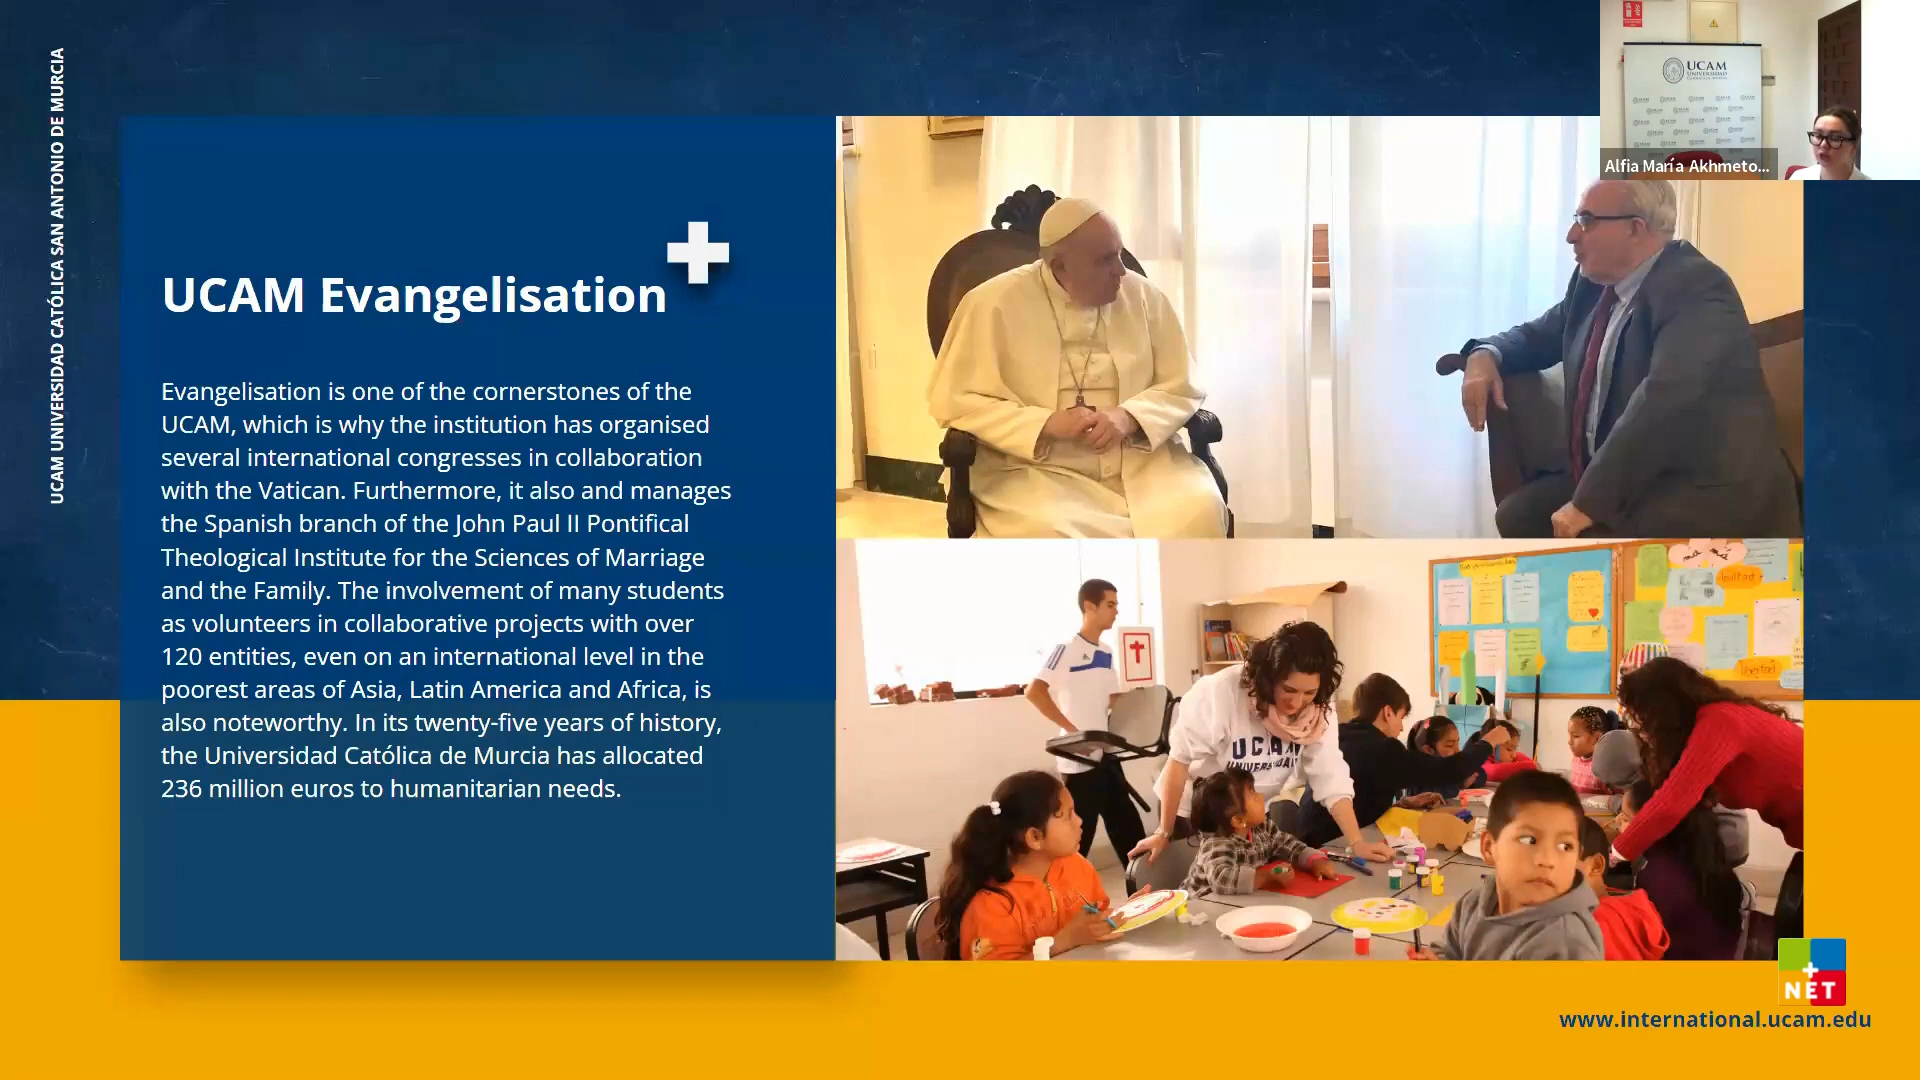 UCAM UNIVERSIDAD CATÓLICA SAN ANTONIO DE MURCIA
UCAM
UNIVERSIDAD
Alfia María Akhmeto...
UCAM Evangelisation
Evangelisation is one of the cornerstones of the
UCAM, which is why the institution has organised
several international congresses in collaboration
with the Vatican. Furthermore, it also and manages
the Spanish branch of the John Paul II Pontifical
Theological Institute for the Sciences of Marriage
and the Family. The involvement of many students
as volunteers in collaborative projects with over
120 entities, even on an international level in the
poorest areas of Asia, Latin America and Africa, is
also noteworthy. In its twenty-five years of history,
the Universidad Católica de Murcia has allocated
236 million euros to humanitarian needs.
UCAM
UNIVERSIDAD
libertad
NET
www.international.ucam.edu